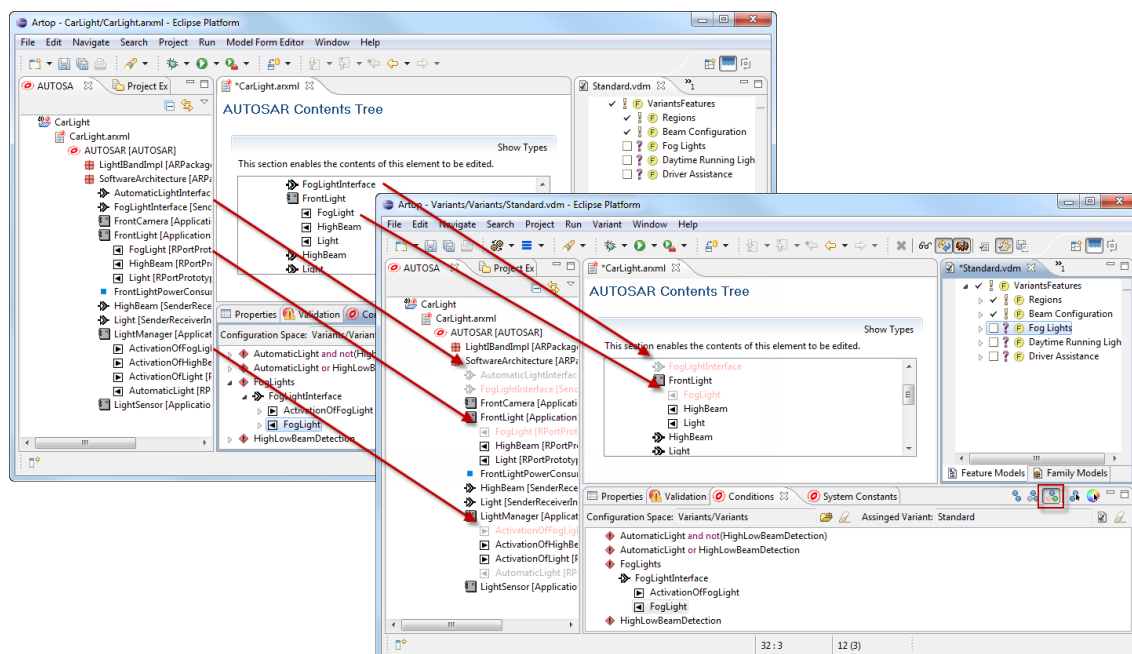 Artop - CarLight/CarLight.arxml - Eclipse Platform
File Edit Navigate Search Project Run Model Form Editor Window Help
AUTOSA Project Ex
CarLight
CarLight.arxml
AUTOSAR [AUTOSAR]
LightIBandImpl [ARPackag
SoftwareArchitecture [ARPa
AutomaticLightInterfac
FogLightInterface [Senc
FrontCamera [Applicati
FrontLight [Application
FogLight [RPortProt
HighBeam [RPortPr
Light [RPortPrototy
FrontLightPowerConsu
HighBeam [SenderRece
Light [SenderReceiverIn
LightManager [Applicat
ActivationOfFogLigl
ActivationOfHighBe
ActivationOfLight [F
AutomaticLight [RP
LightSensor [Applicatio
*CarLight.arxml
AUTOSAR Contents Tree
Show Types
This section enables the contents of this element to be edited.
FogLightInterface
FrontLight
FogLight
HighBeam
Light
HighBeam
Light
Properties Validation Co
Configuration Space: Variants/Varian
AutomaticLight and not(High
AutomaticLight or HighLowB
FogLights
FogLightInterface
ActivationOfFogLight
FogLight
HighLowBeamDetection
Standard.vdm 1
VariantsFeatures
Regions
Beam Configuration
Fog Lights
Daytime Running Ligh
Driver Assistance
Artop - Variants/Variants/Standard.vdm - Eclipse Platform
File Edit Navigate Search Project Run Variant Window Help
AUTOSA Project Ex
CarLight
CarLight.arxml
AUTOSAR [AUTOSAR]
LightIBandImpl [ARPackag
SoftwareArchitecture [ARPa
AutomaticLightInterfac
FogLightInterface [Senc
FrontCamera [Applicati
FrontLight [Application
FogLight [RPortProt
HighBeam [RPortPr
Light [RPortPrototy
FrontLightPowerConsu
HighBeam [SenderRece
Light [SenderReceiverIn
LightManager [Applicat
ActivationOfFogLigl
ActivationOfHighBe
ActivationOfLight [F
AutomaticLight [RP
LightSensor [Applicatio
*CarLight.arxml
AUTOSAR Contents Tree
Show Types
This section enables the contents of this element to be edited.
FogLightInterface
FrontLight
FogLight
HighBeam
Light
HighBeam
Light
*Standard.vdm 1
VariantsFeatures
Regions
Beam Configuration
Fog Lights
Daytime Running Ligh
Driver Assistance
Feature Models Family Models
Properties Validation Conditions System Constants
Configuration Space: Variants/Variants Assinged Variant: Standard
AutomaticLight and not(HighLowBeamDetection)
AutomaticLight or HighLowBeamDetection
FogLights
FogLightInterface
ActivationOfFogLight
FogLight
HighLowBeamDetection
32 : 3 12 (3)